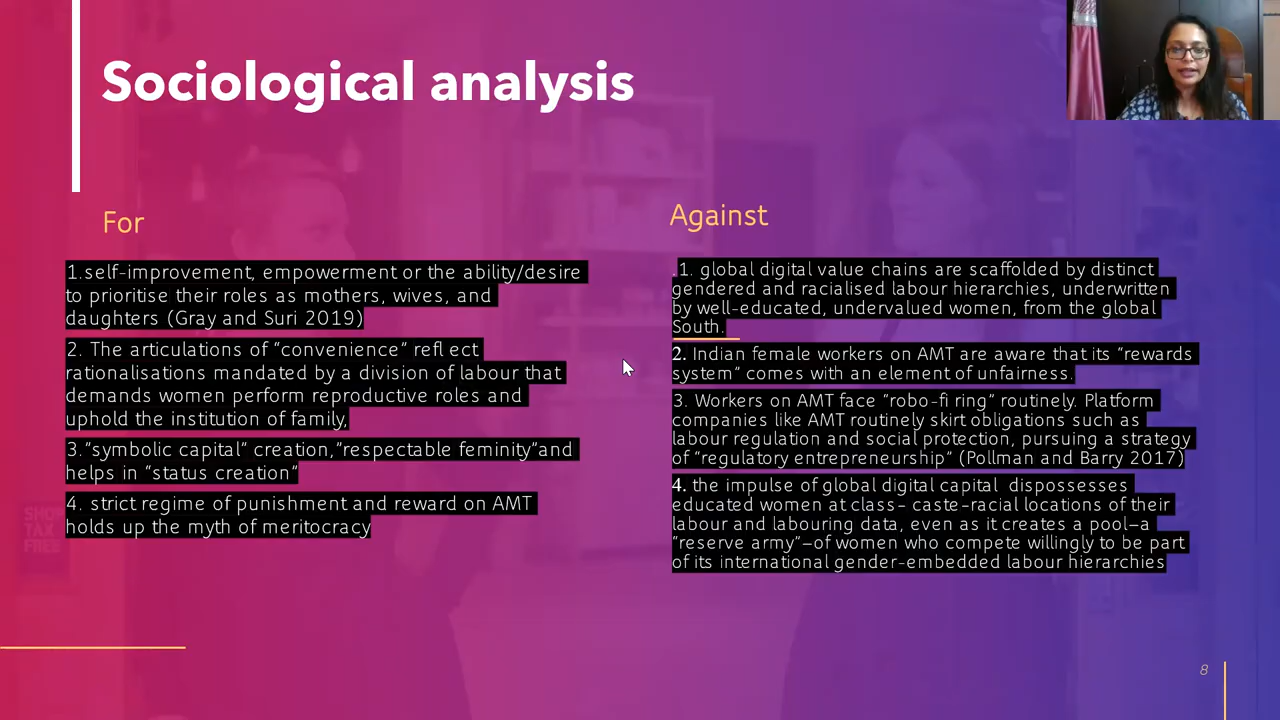 Sociological analysis
For
1.self-improvement, empowerment or the ability/desire
to prioritise their roles as mothers, wives, and
daughters (Gray and Suri 2019)
2. The articulations of “convenience” refl ect
rationalisations mandated by a division of labour that
demands women perform reproductive roles and
uphold the institution of family,
3.“symbolic capital“ creation,”respectable feminity”and
helps in “status creation”
4. strict regime of punishment and reward on AMT
holds up the myth of meritocracy
Against
.1. global digital value chains are scaffolded by distinct
gendered and racialised labour hierarchies, underwritten
by well-educated, undervalued women, from the global
South.
2. Indian female workers on AMT are aware that its “rewards
system” comes with an element of unfairness.
3. Workers on AMT face “robo-fi ring” routinely. Platform
companies like AMT routinely skirt obligations such as
labour regulation and social protection, pursuing a strategy
of “regulatory entrepreneurship” (Pollman and Barry 2017)
4. the impulse of global digital capital  dispossesses
educated women at class– caste–racial locations of their
labour and labouring data, even as it creates a pool—a
“reserve army”—of women who compete willingly to be part
of its international gender-embedded labour hierarchies
SHOP
TAX
FREE
8